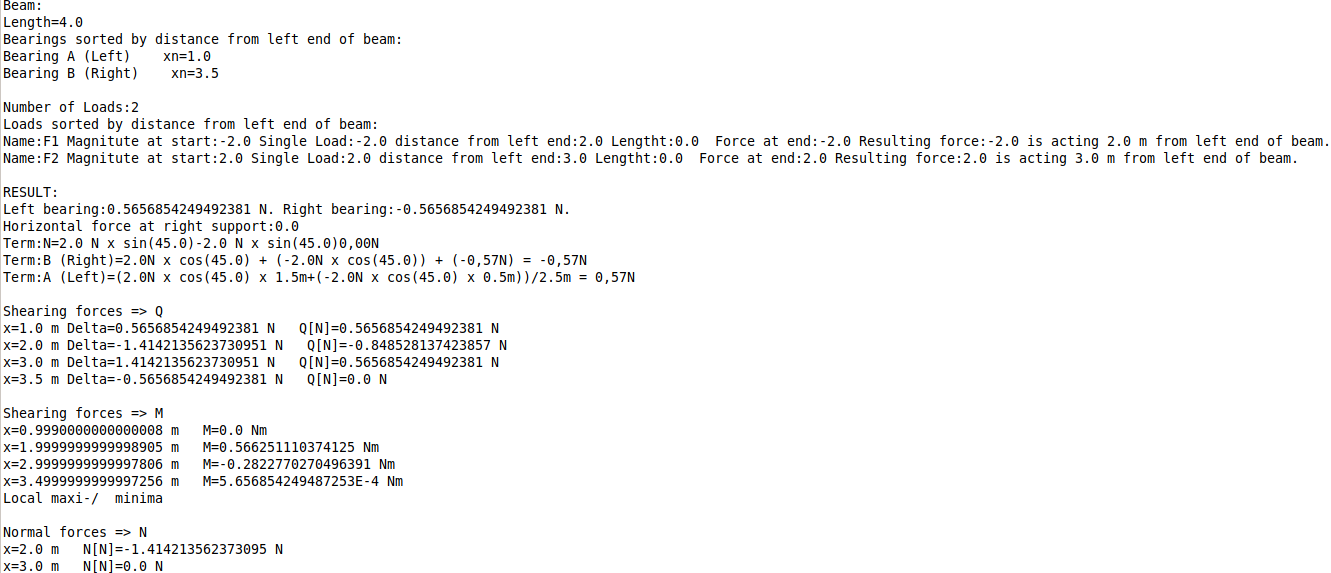 Beam:
Length=4.0
Bearings sorted by distance from left end of beam:
Bearing A (Left)    xn=1.0
Bearing B (Right)    xn=3.5
Number of Loads:2
Loads sorted by distance from left end of beam:
Name:F1 Magnitute at start:-2.0 Single Load:-2.0 distance from left end:2.0 Lengtht:0.0  Force at end:-2.0 Resulting force:-2.0 is acting 2.0 m from left end of beam.
Name:F2 Magnitute at start:2.0 Single Load:2.0 distance from left end:3.0 Lengtht:0.0  Force at end:2.0 Resulting force:2.0 is acting 3.0 m from left end of beam.
RESULT:
Left bearing:0.5656854249492381 N. Right bearing:-0.5656854249492381 N.
Horizontal force at right support:0.0
Term:N=2.0 N x sin(45.0)-2.0 N x sin(45.0)0,00N
Term:B (Right)=2.0N x cos(45.0) + (-2.0N x cos(45.0)) + (-0,57N) = -0,57N
Term:A (Left)=(2.0N x cos(45.0) x 1.5m+(-2.0N x cos(45.0) x 0.5m))/2.5m = 0,57N
Shearing forces => Q
x=1.0 m Delta=0.5656854249492381 N   Q[N]=0.5656854249492381 N
x=2.0 m Delta=-1.4142135623730951 N   Q[N]=-0.848528137423857 N
x=3.0 m Delta=1.4142135623730951 N   Q[N]=0.5656854249492381 N
x=3.5 m Delta=-0.5656854249492381 N   Q[N]=0.0 N
Shearing forces => M
x=0.9990000000000008 m   M=0.0 Nm
x=1.9999999999998905 m   M=0.566251110374125 Nm
x=2.9999999999997806 m   M=-0.2822770270496391 Nm
x=3.4999999999997256 m   M=5.656854249487253E-4 Nm
Local maxi-/  minima
Normal forces => N
x=2.0 m   N[N]=-1.414213562373095 N
x=3.0 m   N[N]=0.0 N